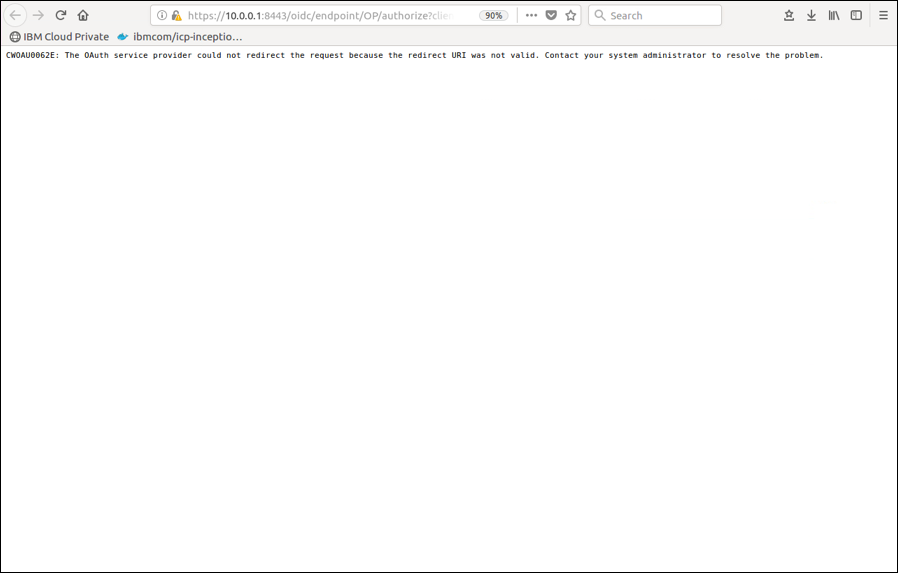 https://10.0.0.1:8443/oidc/endpoint/OP/authorize?clien
90%
Search
IBM Cloud Private
ibmcom/icp-inceptio…
CWOAU0062E: The OAuth service provider could not redirect the request because the redirect URI was not valid. Contact your system administrator to resolve the problem.